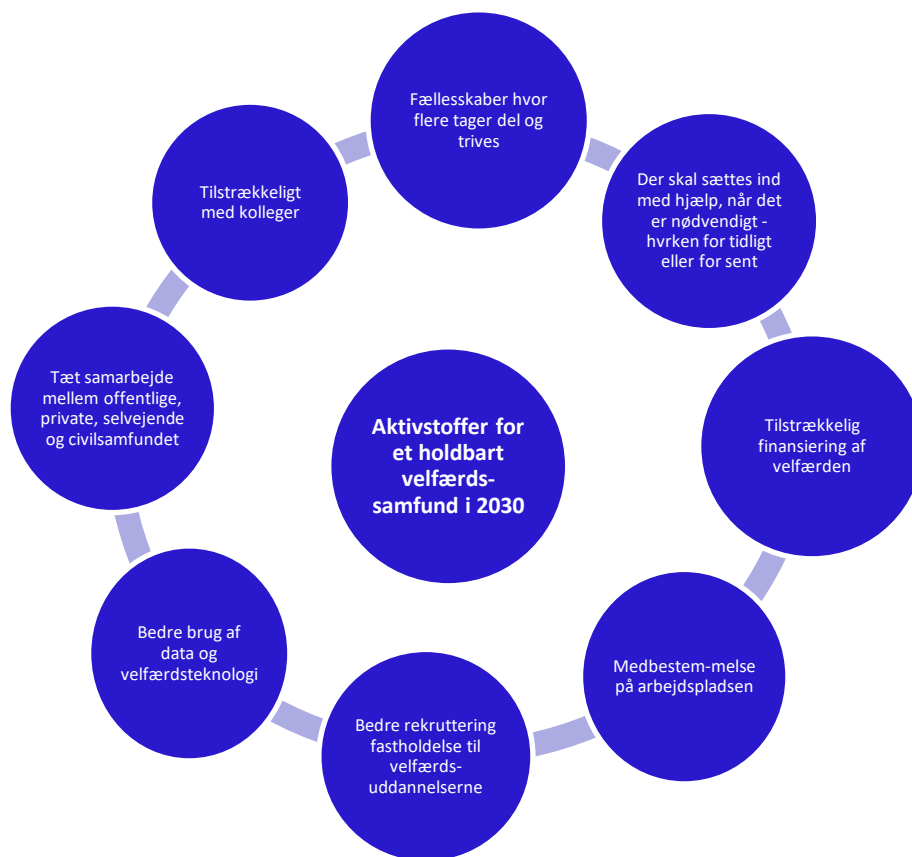 Fællesskaber hvor
flere tager del og
trives
Der skal sættes ind
med hjælp, når det
er nødvendigt -
hvrken for tidligt
eller for sent
Tilstrækkelig
finansiering af
velfærden
Medbestem-melse
på arbejdspladsen
Bedre rekruttering
fastholdelse til
velfærds-
uddannelserne
Bedre brug af
data og
velfærdsteknologi
Tæt samarbejde
mellem offentlige,
private, selvejende
og civilsamfundet
Tilstrækkeligt
med kolleger
Aktivstoffer for
et holdbart
velfærds-
samfund i 2030